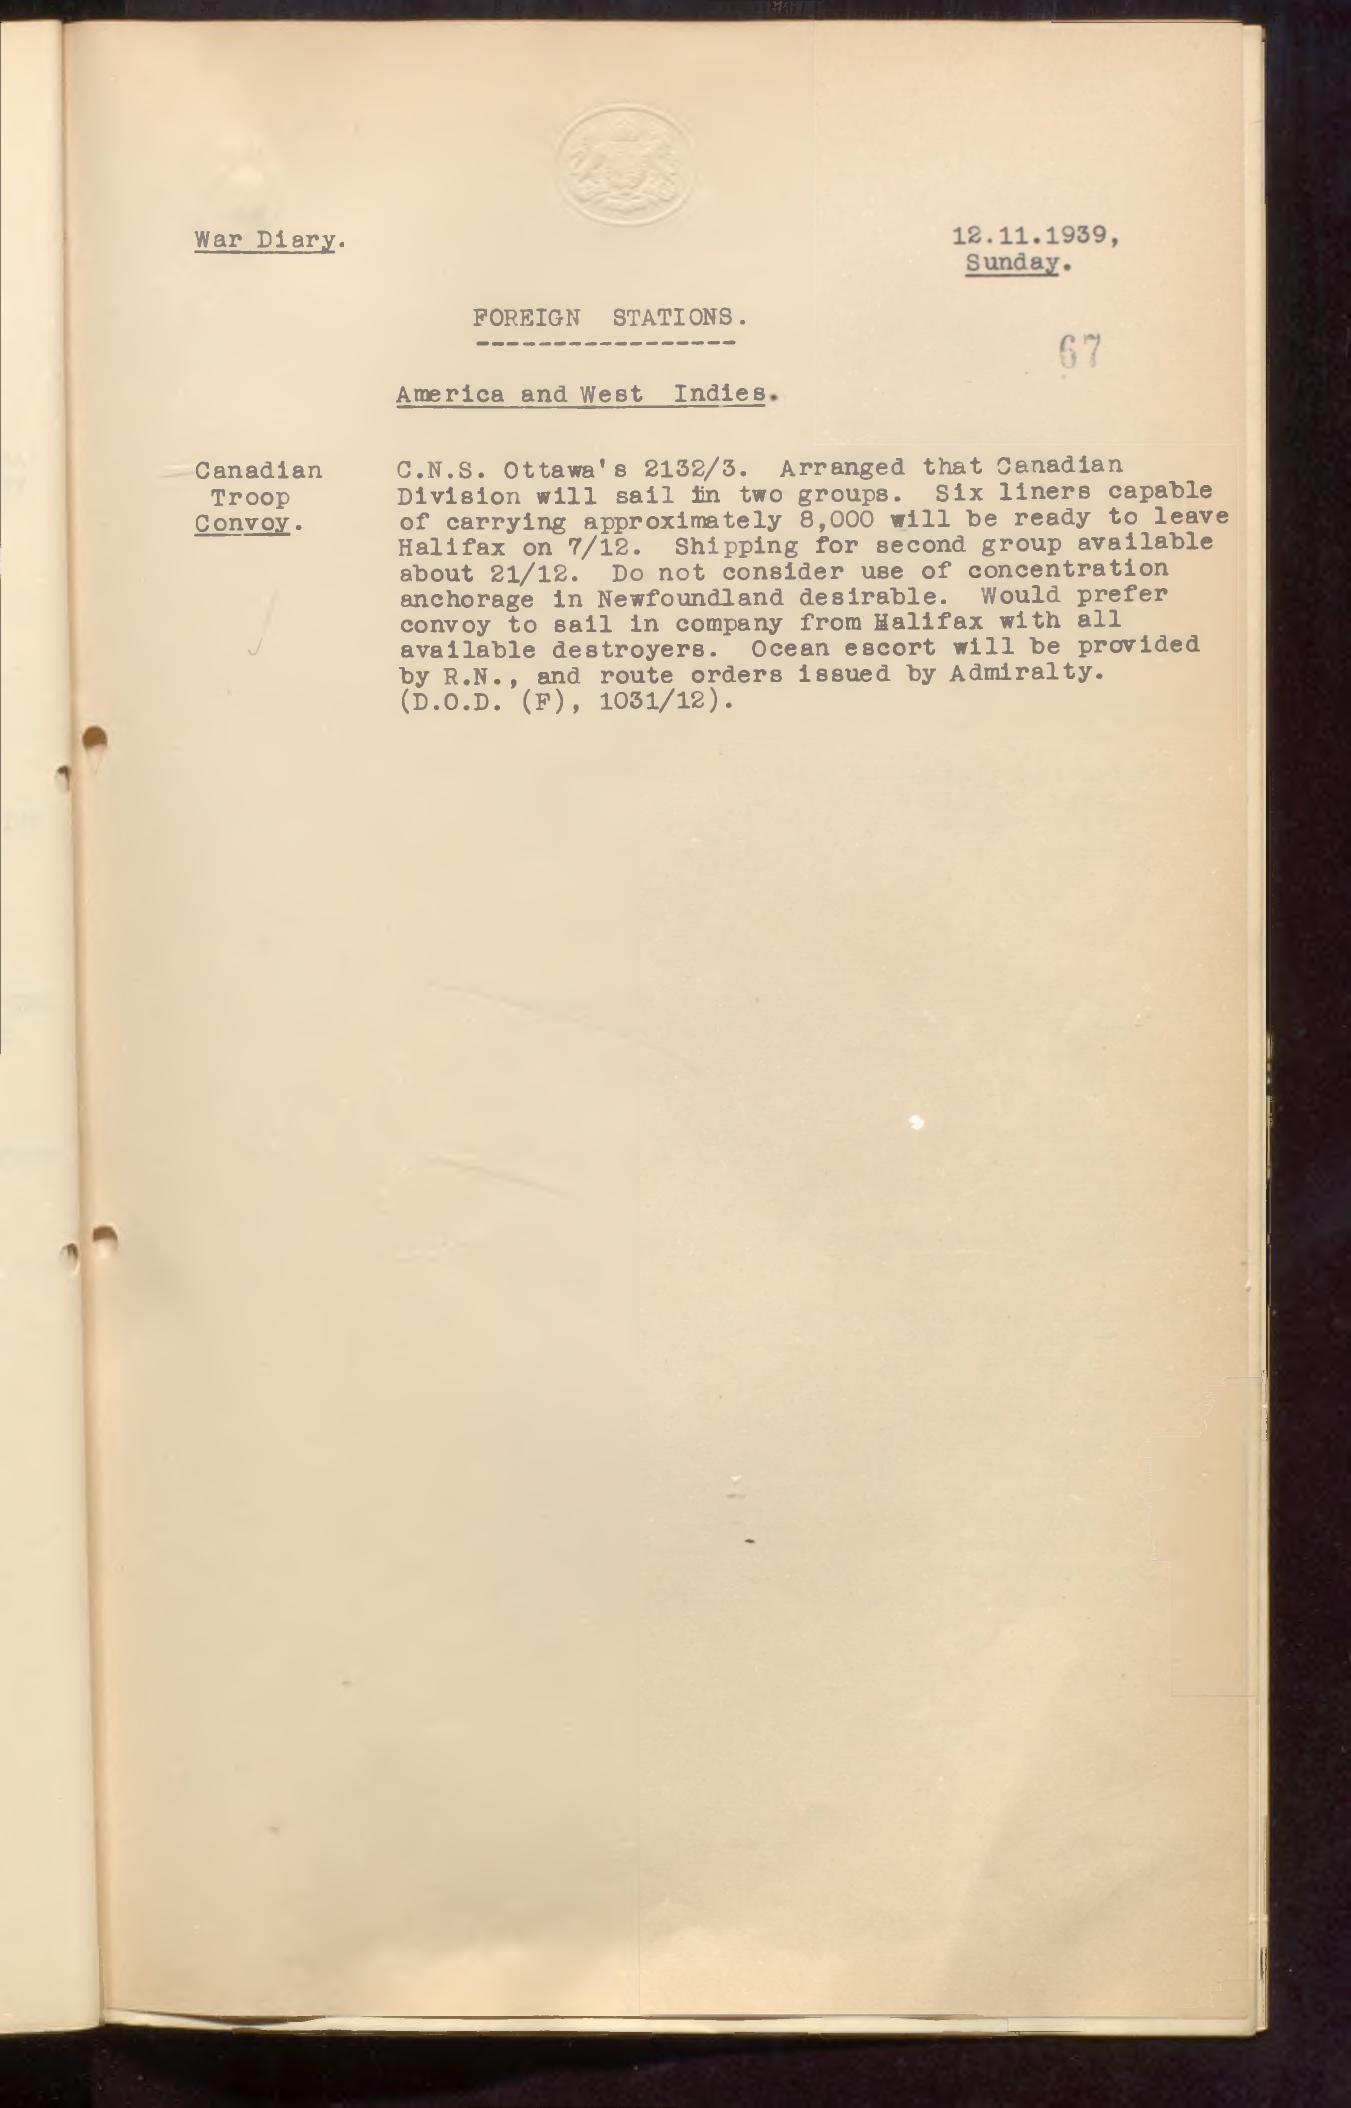 War Diary.
12.11.1939,
Sunday.
FOREIGN STATIONS.
-----------------
67
America and West Indies.
Canadian
Troop
Convoy.
C.N.S. Ottawa's 2132/3. Arranged that Canadian
Division will sail in two groups. Six liners capable
of carrying approximately 8,000 will be ready to leave
Halifax on 7/12. Shipping for second group available
about 21/12. Do not consider use of concentration
anchorage in Newfoundland desirable. Would prefer
convoy to sail in company from Halifax with all
available destroyers. Ocean escort will be provided
by R.N., and route orders issued by Admiralty.
(D.O.D. (F), 1031/12).